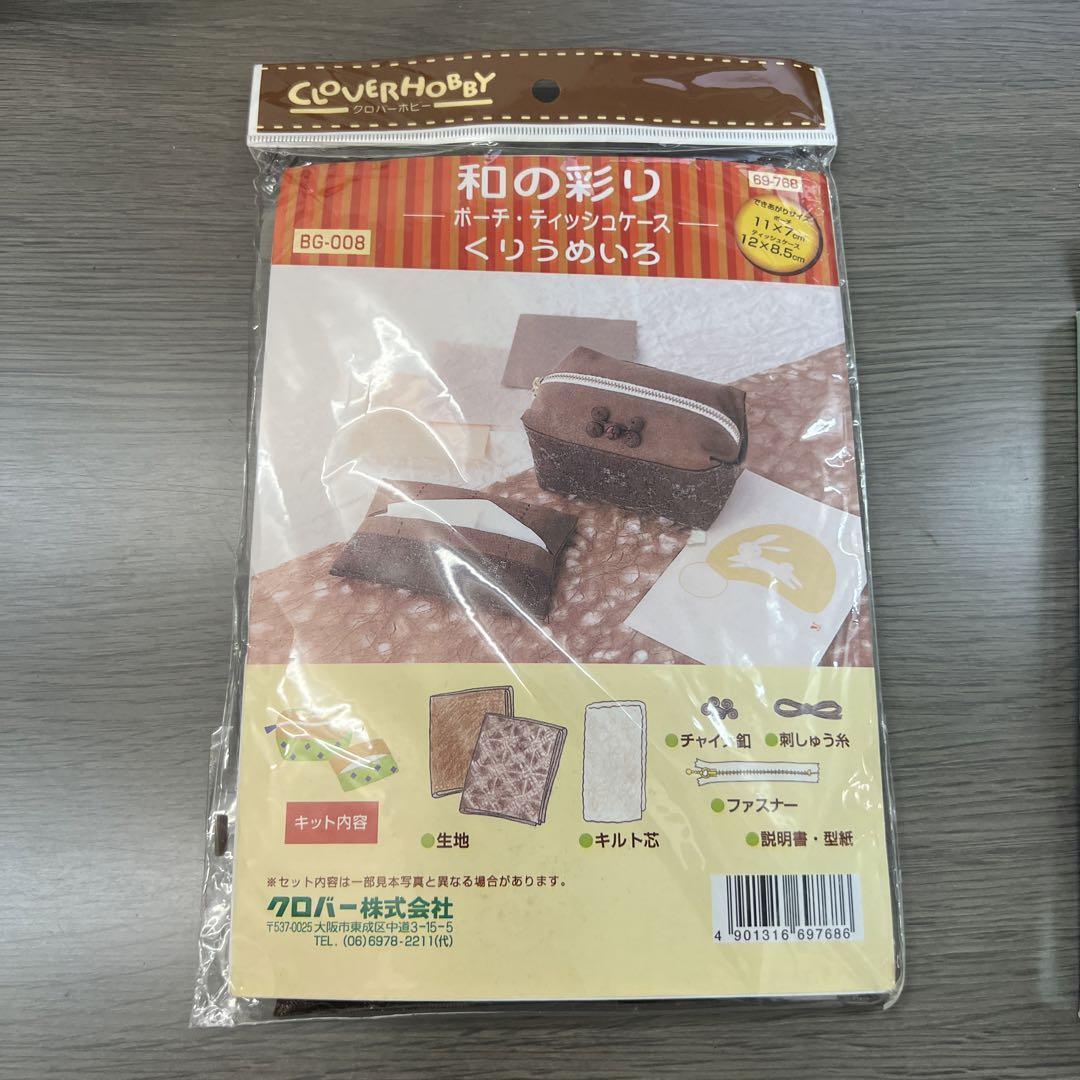 CLOVERHOBBY
クロバーホビー
和の彩り
69-768
ポーチ・ティッシュケース
BG-008
くりうめいろ
できあがりサイズ
ポーチ
11×7cm
ティッシュケース
12×8.5cm
チャイナ釦
刺しゅう糸
ファスナー
キット内容
生地
キルト芯
説明書・型紙
※セット内容は一部見本写真と異なる場合があります。
クロバー株式会社
〒537-0025 大阪市東成区中道3-15-5
TEL. (06)6978-2211(代)
4 901316 697686